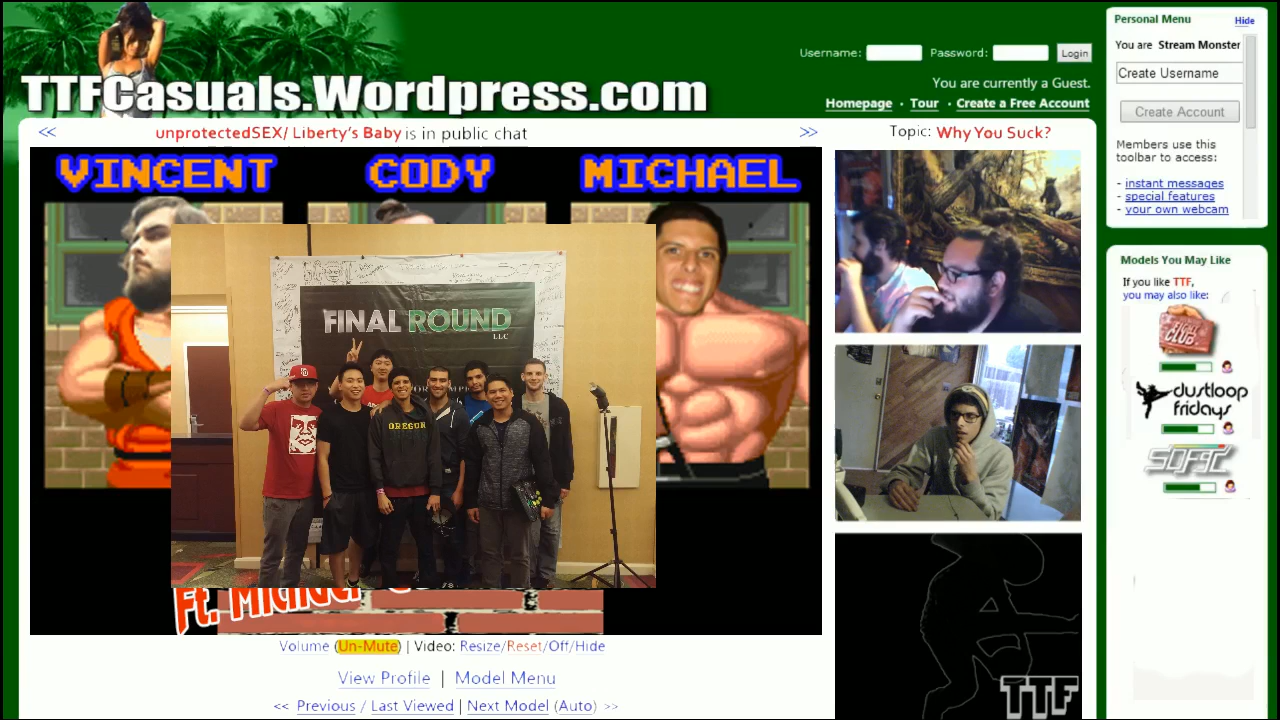 TTFCasuals.Wordpress.com
Username: Password: Login
You are currently a Guest.
Homepage · Tour · Create a Free Account
<< unprotectedSEX/ Liberty's Baby is in public chat >>
VINCENT CODY MICHAEL
FINAL ROUND
LLC
OREGON
Ft. Michael
Volume (Un-Mute) | Video: Resize/Reset/Off/Hide
View Profile | Model Menu
<< Previous / Last Viewed | Next Model (Auto) >>
Topic: Why You Suck?
TTF
Personal Menu Hide
You are Stream Monster
Create Username
Create Account
Members use this
toolbar to access:
- instant messages
- special features
- your own webcam
Models You May Like
If you like TTF,
you may also like:
FIGHT
CLUB
dustloop
fridays